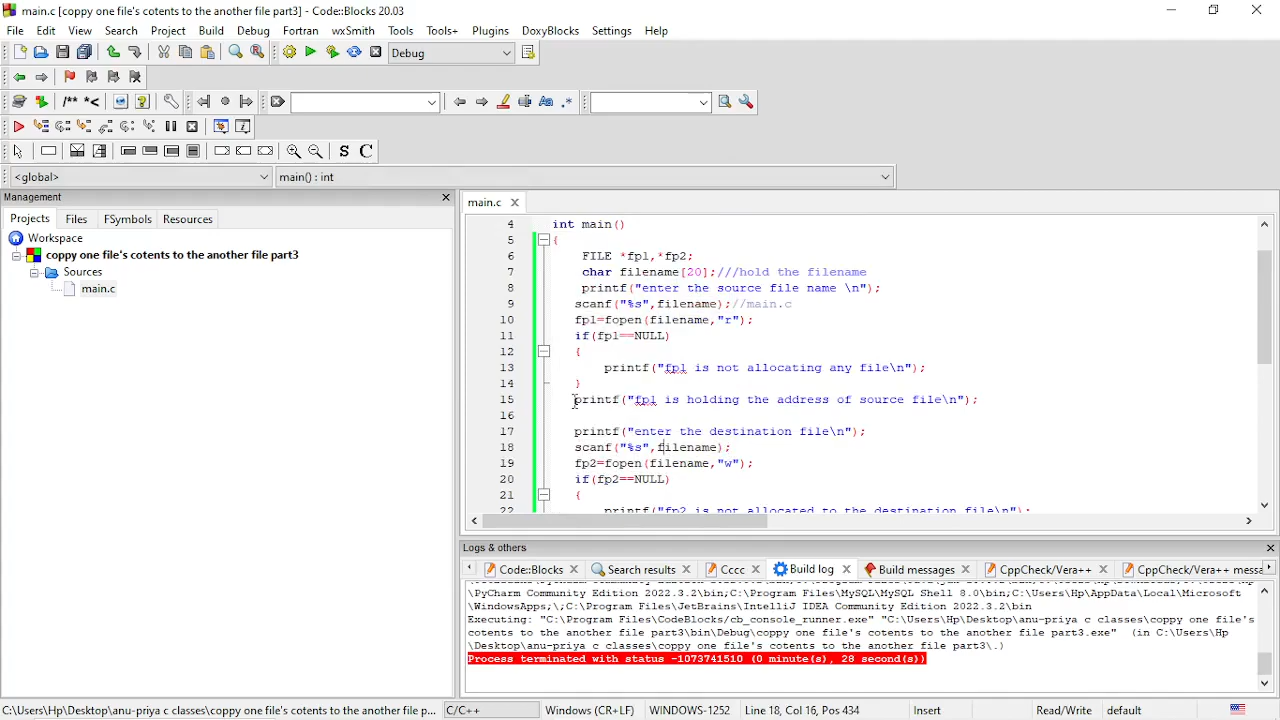 main.c [coppy one file's cotents to the another file part3] - Code::Blocks 20.03
File Edit View Search Project Build Debug Fortran wxSmith Tools Tools+ Plugins DoxyBlocks Settings Help
Debug
/** *<
S C
<global> main() : int
Management
Projects Files FSymbols Resources
Workspace
coppy one file's cotents to the another file part3
Sources
main.c
main.c
4 int main()
5 {
6 FILE *fp1,*fp2;
7 char filename[20];///hold the filename
8 printf("enter the source file name \n");
9 scanf("%s",filename);//main.c
10 fp1=fopen(filename,"r");
11 if(fp1==NULL)
12 {
13 printf("fp1 is not allocating any file\n");
14 }
15 printf("fp1 is holding the address of source file\n");
16
17 printf("enter the destination file\n");
18 scanf("%s",filename);
19 fp2=fopen(filename,"w");
20 if(fp2==NULL)
21 {
22 printf("fp2 is not allocated to the destination file\n");
Logs & others
Code::Blocks Search results Cccc Build log Build messages CppCheck/Vera++ CppCheck/Vera++ messa
\PyCharm Community Edition 2022.3.2\bin;C:\Program Files\MySQL\MySQL Shell 8.0\bin;C:\Users\Hp\AppData\Local\Microsoft
\WindowsApps;\;C:\Program Files\JetBrains\IntelliJ IDEA Community Edition 2022.3.2\bin
Executing: "C:\Program Files\CodeBlocks/cb_console_runner.exe" "C:\Users\Hp\Desktop\anu-priya c classes\coppy one file's
cotents to the another file part3\bin\Debug\coppy one file's cotents to the another file part3.exe" (in C:\Users\Hp
\Desktop\anu-priya c classes\coppy one file's cotents to the another file part3\.)
Process terminated with status -1073741510 (0 minute(s), 28 second(s))
C:\Users\Hp\Desktop\anu-priya c classes\coppy one file's cotents to the another file p... C/C++ Windows (CR+LF) WINDOWS-1252 Line 18, Col 16, Pos 434 Insert Read/Write default